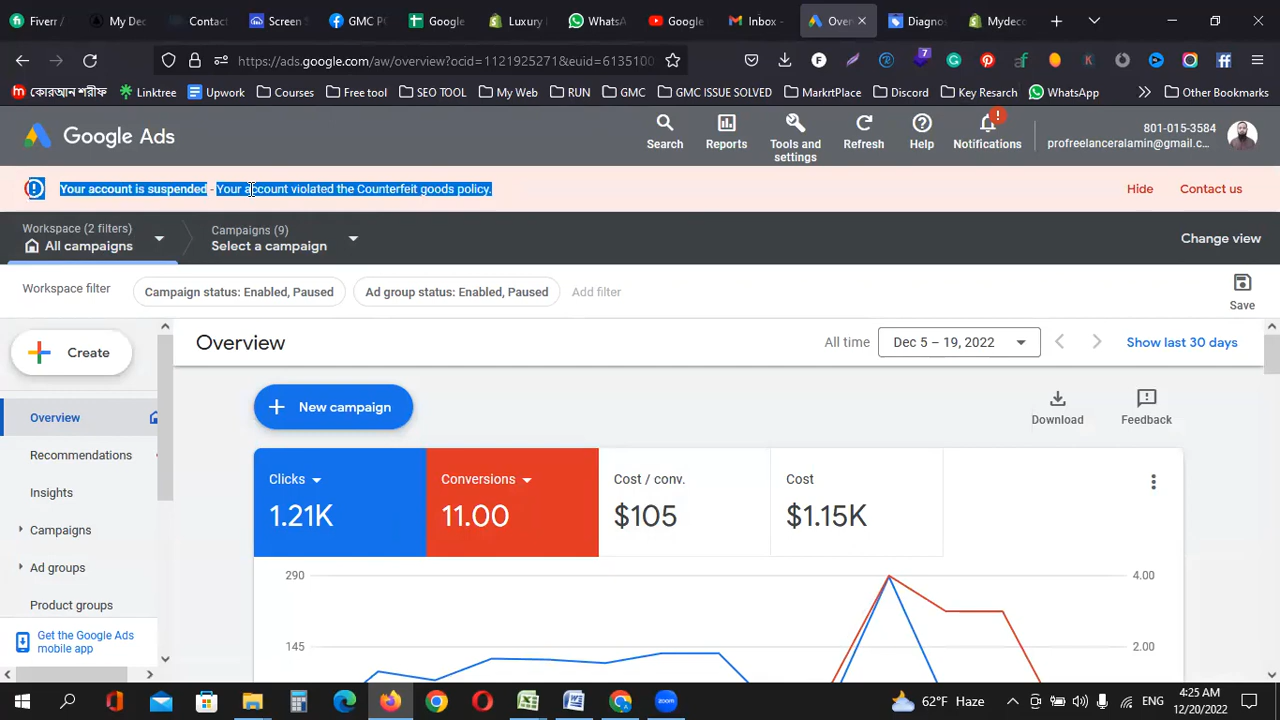 Fiverr /
My Dec
Contact
Screen
GMC PO
Google
Luxury
WhatsA
Google
Inbox -
Over
Diagnos
Mydeco
https://ads.google.com/aw/overview?ocid=1121925271&euid=6135100
7
কোরআন শরীফ
Linktree
Upwork
Courses
Free tool
SEO TOOL
My Web
RUN
GMC
GMC ISSUE SOLVED
MarkrtPlace
Discord
Key Resarch
WhatsApp
Other Bookmarks
Google Ads
Search
Reports
Tools and
settings
Refresh
Help
Notifications
801-015-3584
profreelanceralamin@gmail.c...
Your account is suspended - Your account violated the Counterfeit goods policy.
Hide
Contact us
Workspace (2 filters)
All campaigns
Campaigns (9)
Select a campaign
Change view
Workspace filter
Campaign status: Enabled, Paused
Ad group status: Enabled, Paused
Add filter
Save
Create
Overview
All time
Dec 5 – 19, 2022
Show last 30 days
New campaign
Download
Feedback
Overview
Recommendations
Insights
Campaigns
Ad groups
Product groups
Get the Google Ads
mobile app
Clicks
1.21K
Conversions
11.00
Cost / conv.
$105
Cost
$1.15K
290
4.00
145
2.00
62°F Haze
ENG
4:25 AM
12/20/2022